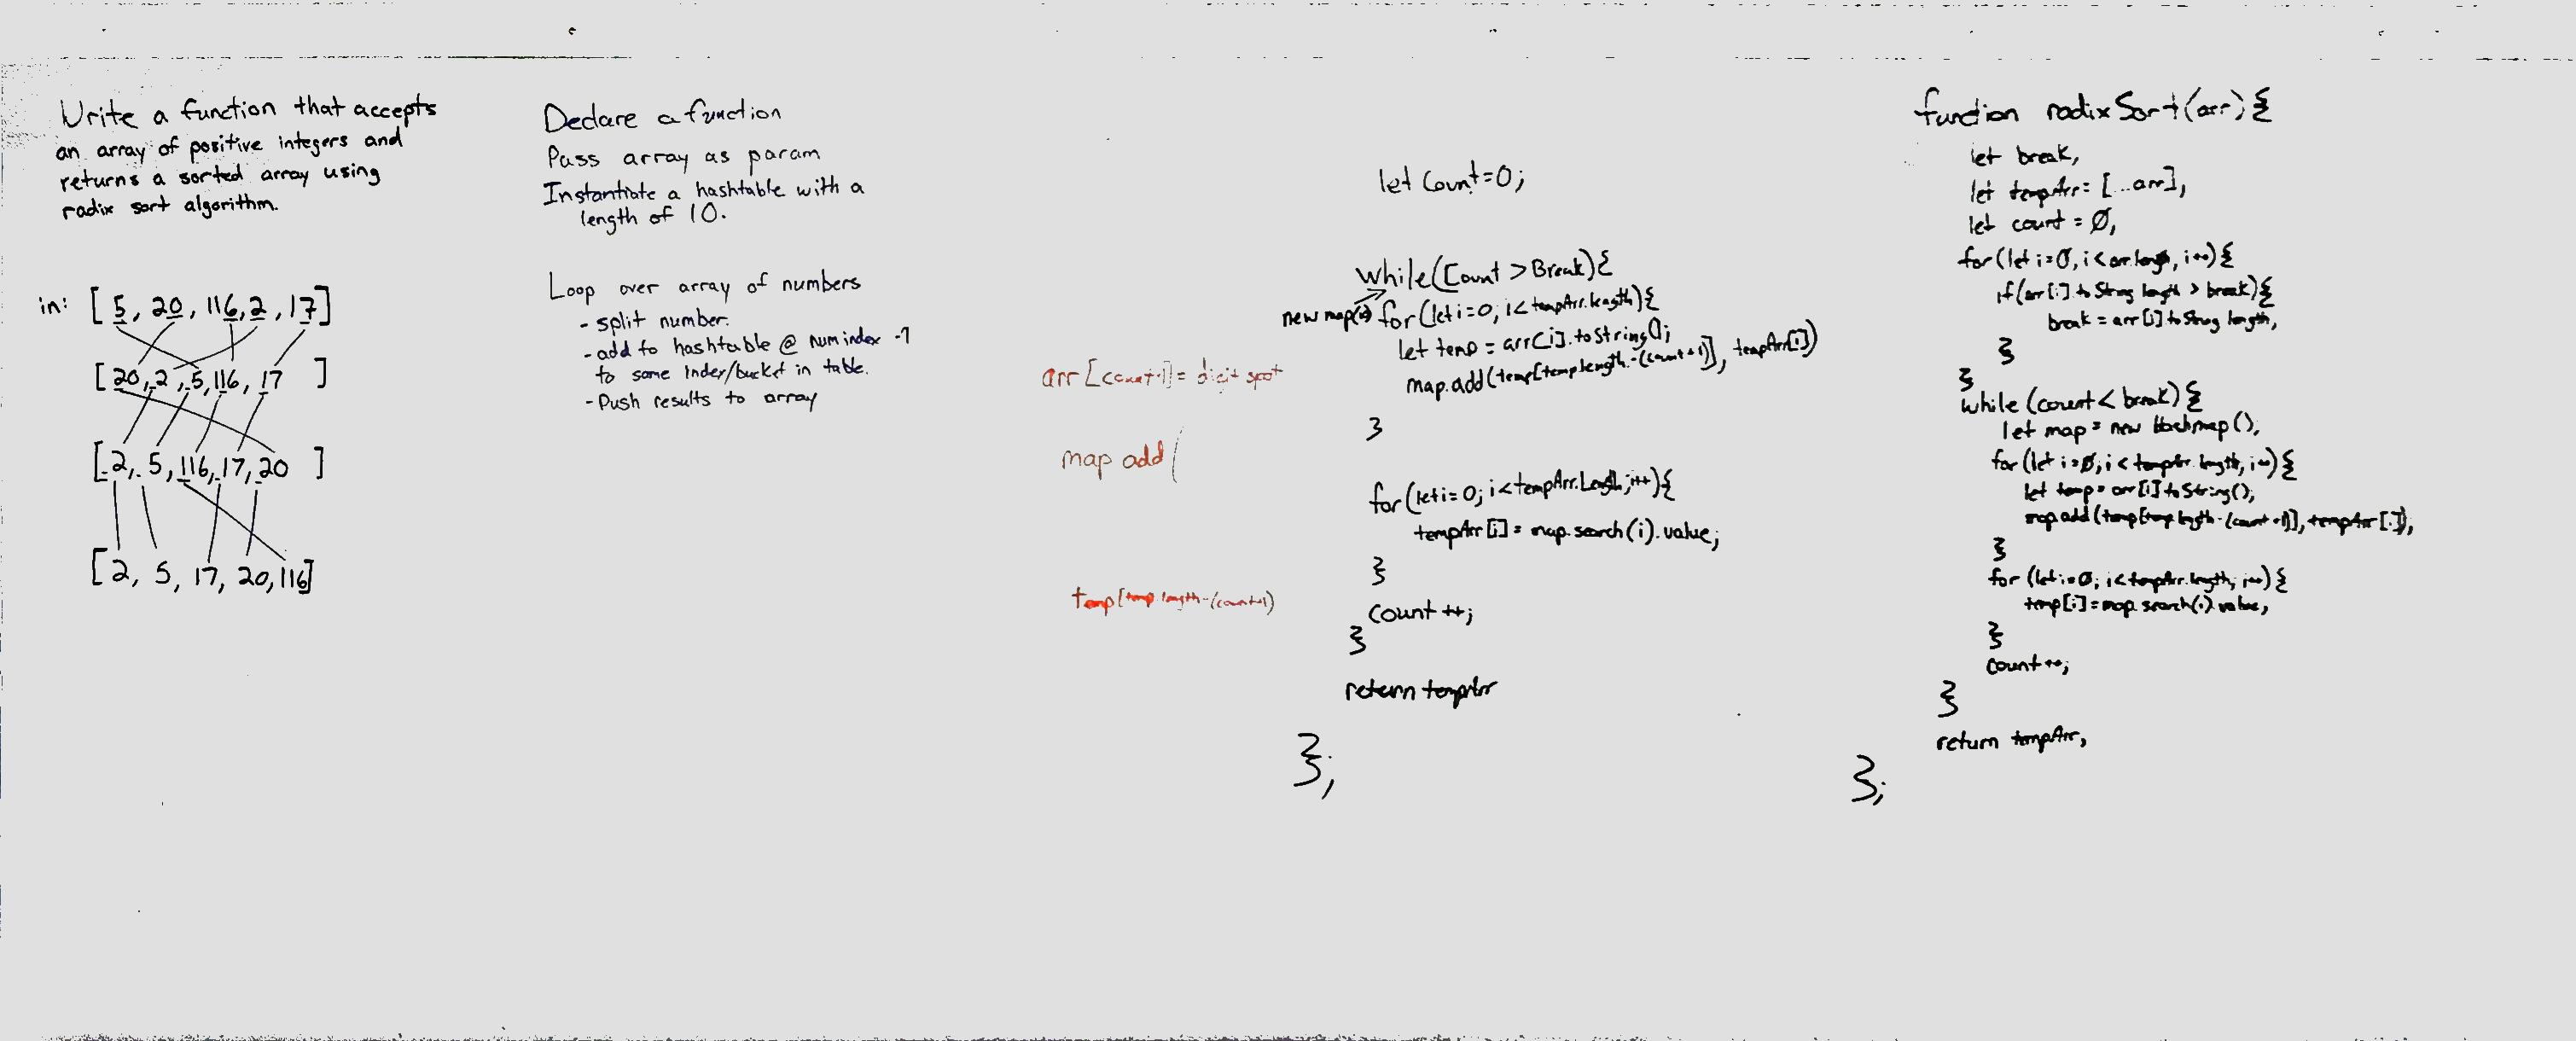 Write a function that accepts
an array of positive integers and
returns a sorted array using
radix sort algorithm.
in: [ 5, 20, 116, 2, 17]
[20, 2, 5, 116, 17 ]
[ 2, 5, 116, 17, 20 ]
[2, 5, 17, 20, 116]
Declare a function
Pass array as param
Instantiate a hashtable with a
length of 10.
Loop over array of numbers
- split number.
- add to hashtable @ num index -1
to same index/bucket in table.
- Push results to array
arr [count-1] = digit spot
map add (
temp [temp.length - (count+1)
let Count = 0;
while(Count > Break){
new map(s)
for(let i=0; i<tempArr.length){
let temp = arr[i].toString();
map.add(temp[temp.length-(count+1)], tempArr[i])
}
for(let i=0; i<tempArr.Length; i++){
tempArr[i] = map.search(i).value;
}
Count ++;
}
return tempArr
};
function radixSort(arr){
let break,
let tempArr = [...arr],
let count = 0,
for(let i=0, i<arr.length, i++){
if(arr[i].toString length > break){
break = arr[i] toString length,
}
}
while (count < break) {
let map = new Hashmap(),
for(let i=0, i < tempArr.length, i++){
let temp = arr[i] toString();
map add(temp[temp length-(count+1)], tempArr[i]),
}
for (let i=0; i<tempArr.length, i++){
temp[i] = map.search(i).value,
}
count++;
}
return tempArr,
};